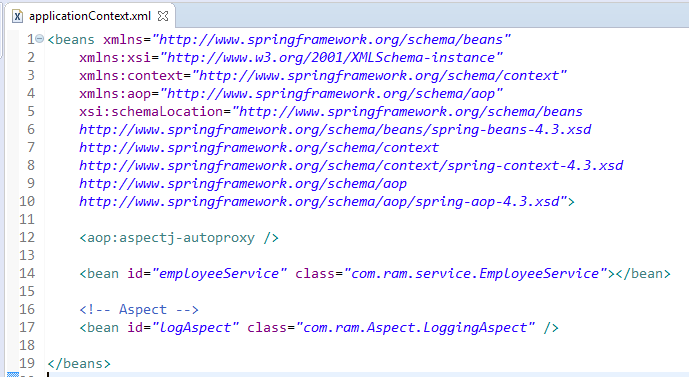 applicationContext.xml
1 <beans xmlns="http://www.springframework.org/schema/beans"
2 xmlns:xsi="http://www.w3.org/2001/XMLSchema-instance"
3 xmlns:context="http://www.springframework.org/schema/context"
4 xmlns:aop="http://www.springframework.org/schema/aop"
5 xsi:schemaLocation="http://www.springframework.org/schema/beans
6 http://www.springframework.org/schema/beans/spring-beans-4.3.xsd
7 http://www.springframework.org/schema/context
8 http://www.springframework.org/schema/context/spring-context-4.3.xsd
9 http://www.springframework.org/schema/aop
10 http://www.springframework.org/schema/aop/spring-aop-4.3.xsd">
11
12 <aop:aspectj-autoproxy />
13
14 <bean id="employeeService" class="com.ram.service.EmployeeService"></bean>
15
16 <!-- Aspect -->
17 <bean id="logAspect" class="com.ram.Aspect.LoggingAspect" />
18
19 </beans>